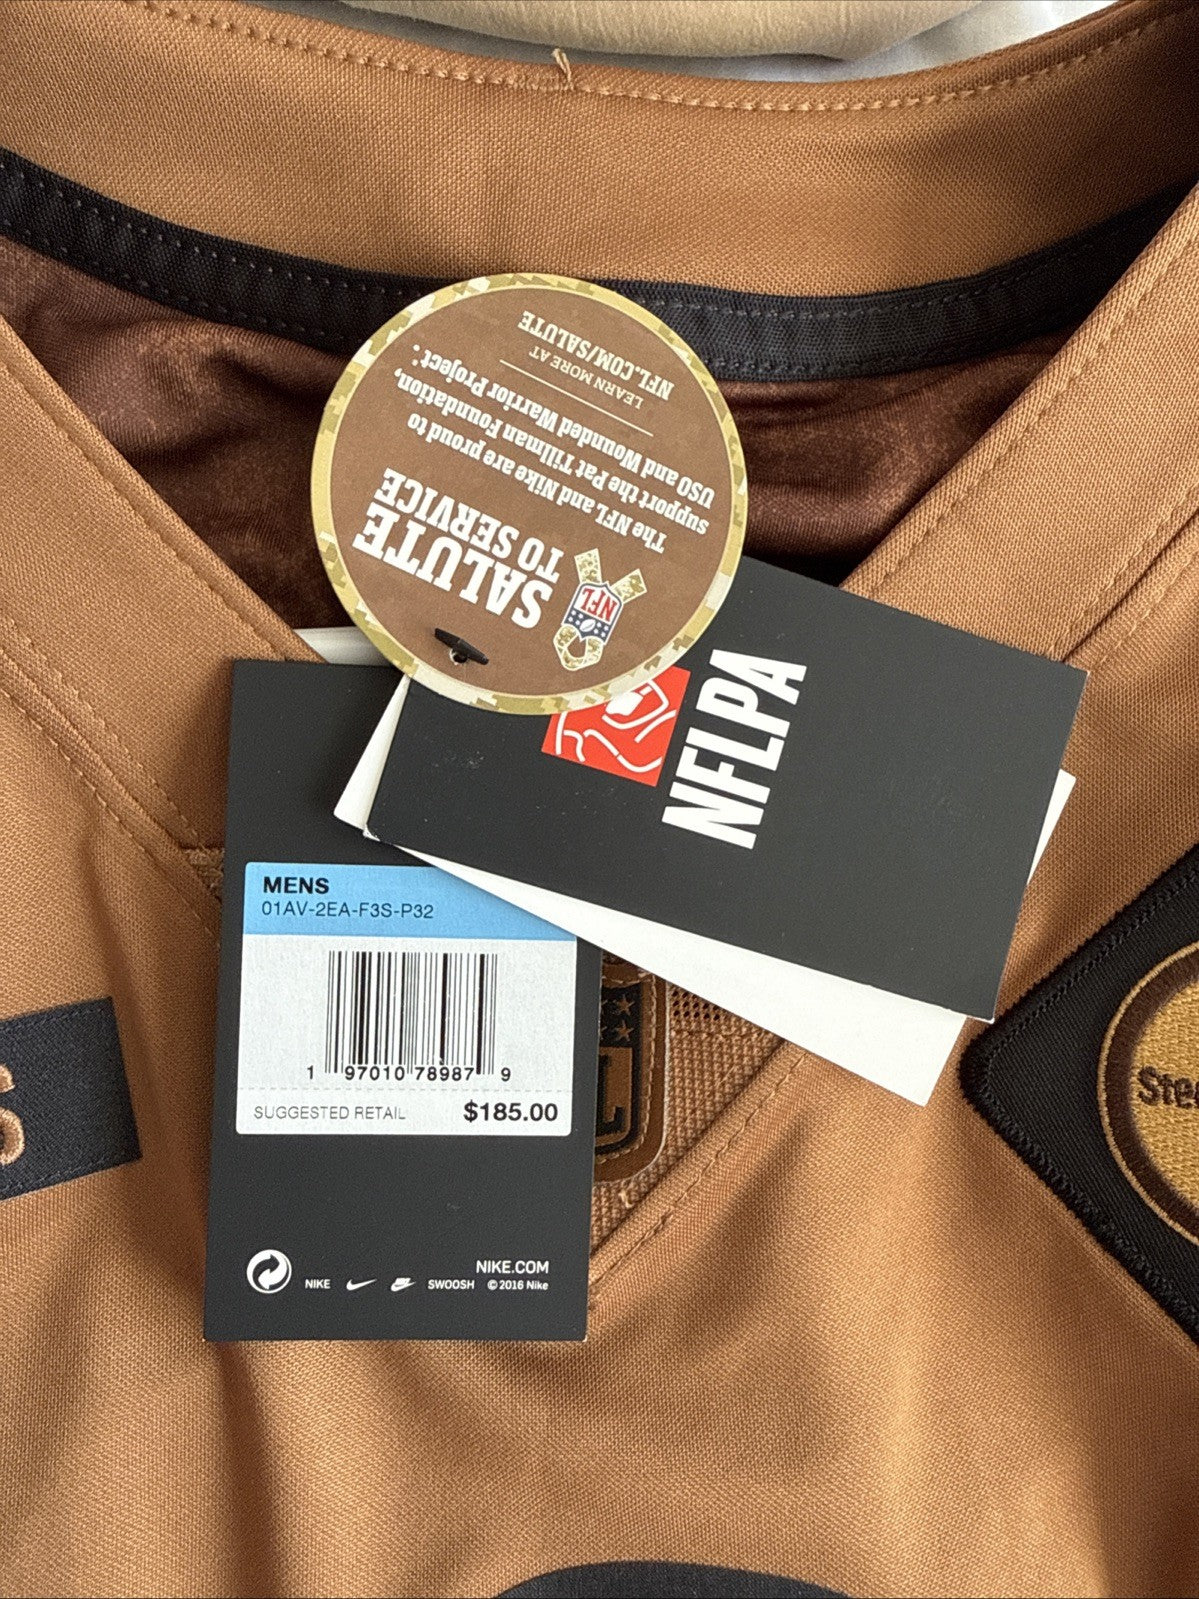 SALUTE
TO SERVICE
The NFL and Nike are proud to
support the Pat Tillman Foundation,
USO and Wounded Warrior Project*.
LEARN MORE AT
NFL.COM/SALUTE
NFL
NFLPA
MENS
01AV-2EA-F3S-P32
1 97010 78987 9
SUGGESTED RETAIL $185.00
NIKE.COM
NIKE SWOOSH © 2016 Nike
L
S
Stee